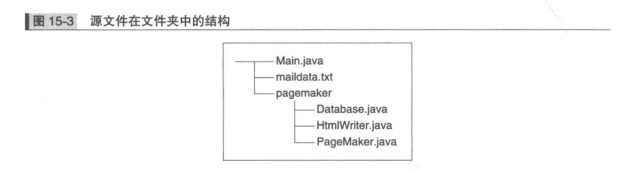 图 15-3 源文件在文件夹中的结构
Main.java
maildata.txt
pagemaker
Database.java
HtmlWriter.java
PageMaker.java